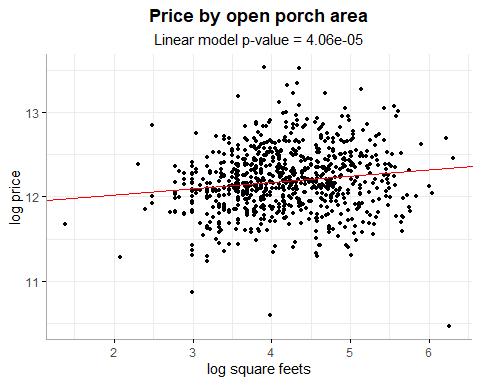 Price by open porch area
Linear model p-value = 4.06e-05
13
12
11
log price
2 3 4 5 6
log square feets